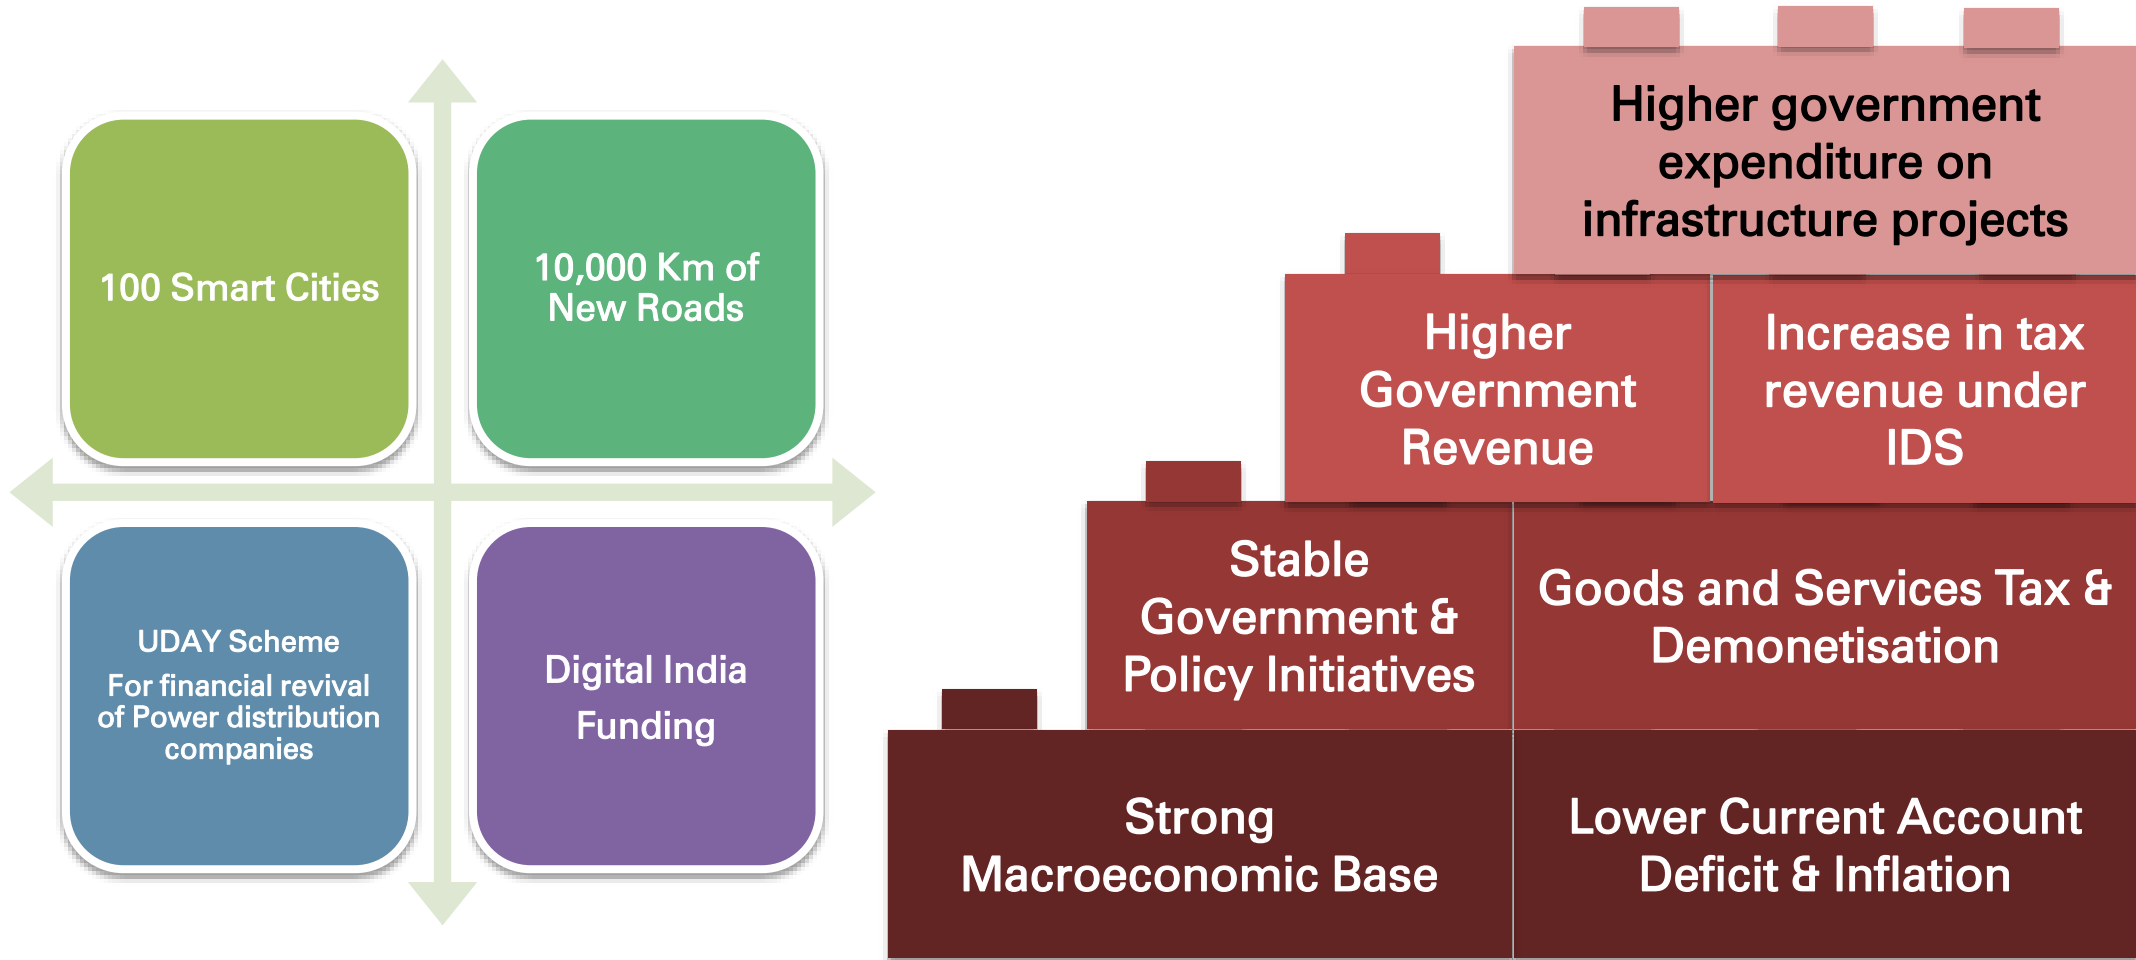 100 Smart Cities
10,000 Km of
New Roads
UDAY Scheme
For financial revival
of Power distribution
companies
Digital India
Funding
Higher government
expenditure on
infrastructure projects
Higher
Government
Revenue
Increase in tax
revenue under
IDS
Stable
Government &
Policy Initiatives
Goods and Services Tax &
Demonetisation
Strong
Macroeconomic Base
Lower Current Account
Deficit & Inflation